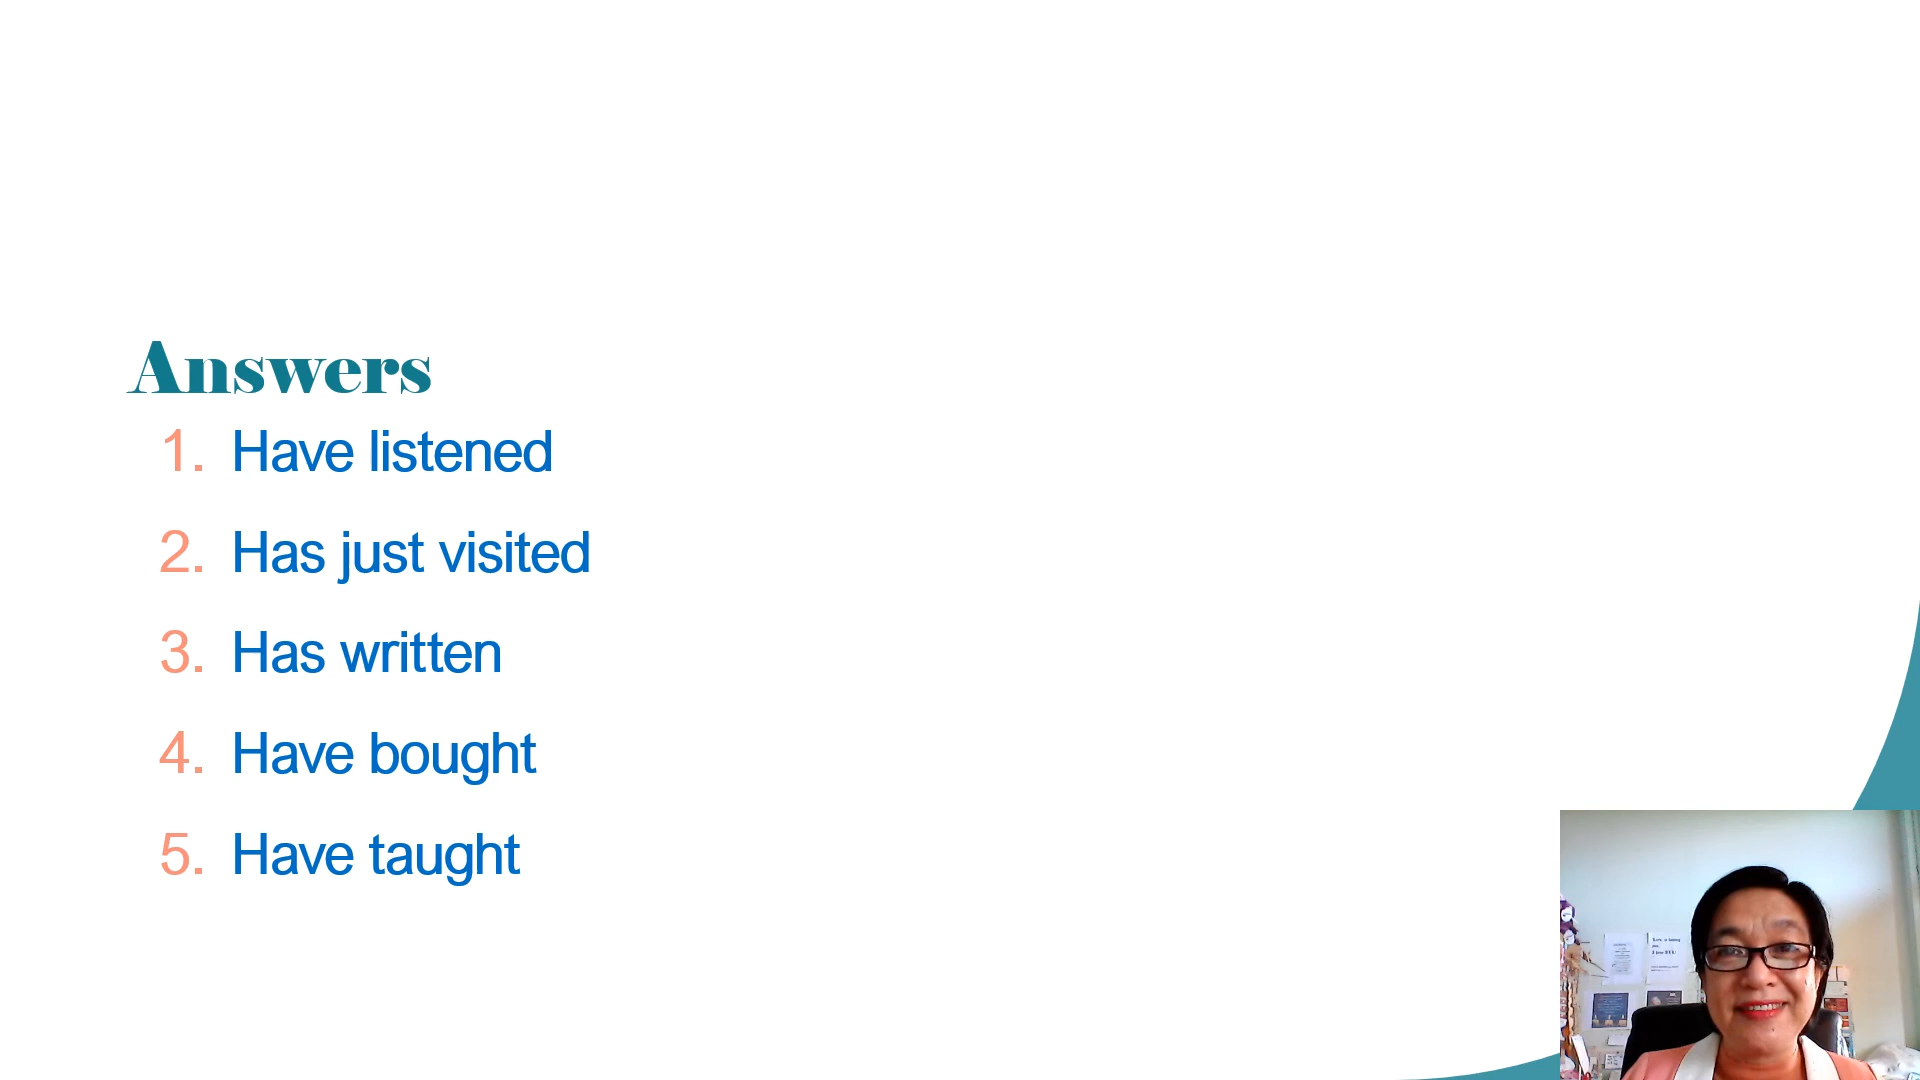 Answers
1. Have listened
2. Has just visited
3. Has written
4. Have bought
5. Have taught